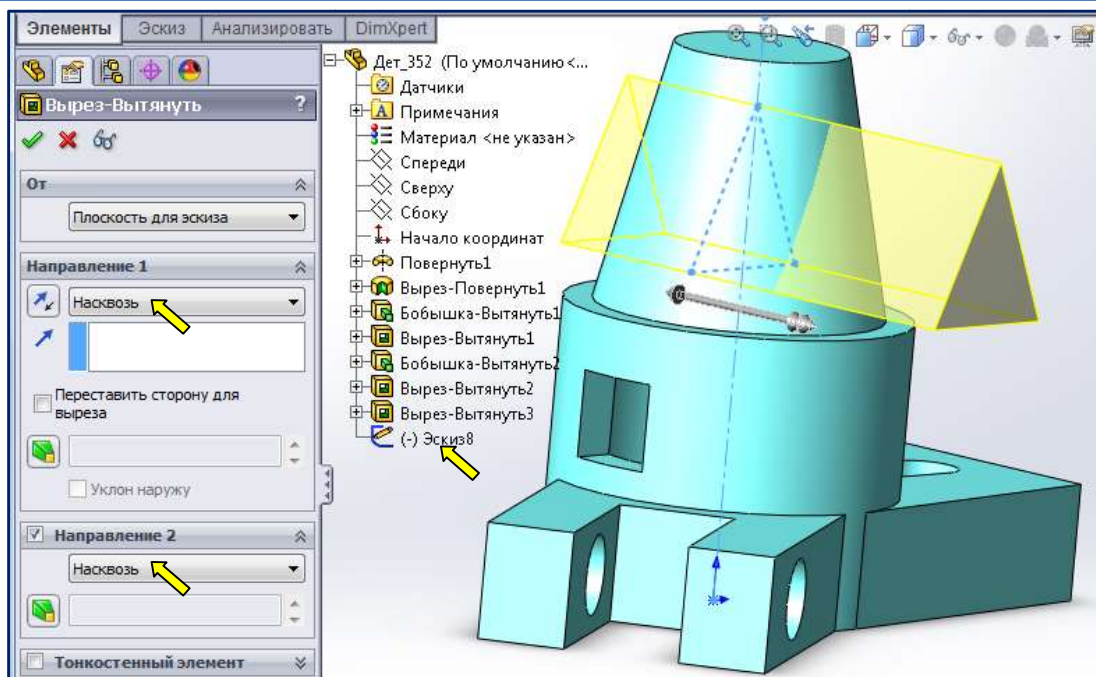 Элементы
Эскиз
Анализировать
DimXpert
Вырез-Вытянуть
?
От
Плоскость для эскиза
Направление 1
Насквозь
Переставить сторону для
выреза
Уклон наружу
Направление 2
Насквозь
Тонкостенный элемент
Дет_352 (По умолчанию<...
Датчики
A Примечания
Материал <не указан>
Спереди
Сверху
Сбоку
Начало координат
Повернуть1
Вырез-Повернуть1
Бобышка-Вытянуть1
Вырез-Вытянуть1
Бобышка-Вытянуть2
Вырез-Вытянуть2
Вырез-Вытянуть3
(-) Эскиз8